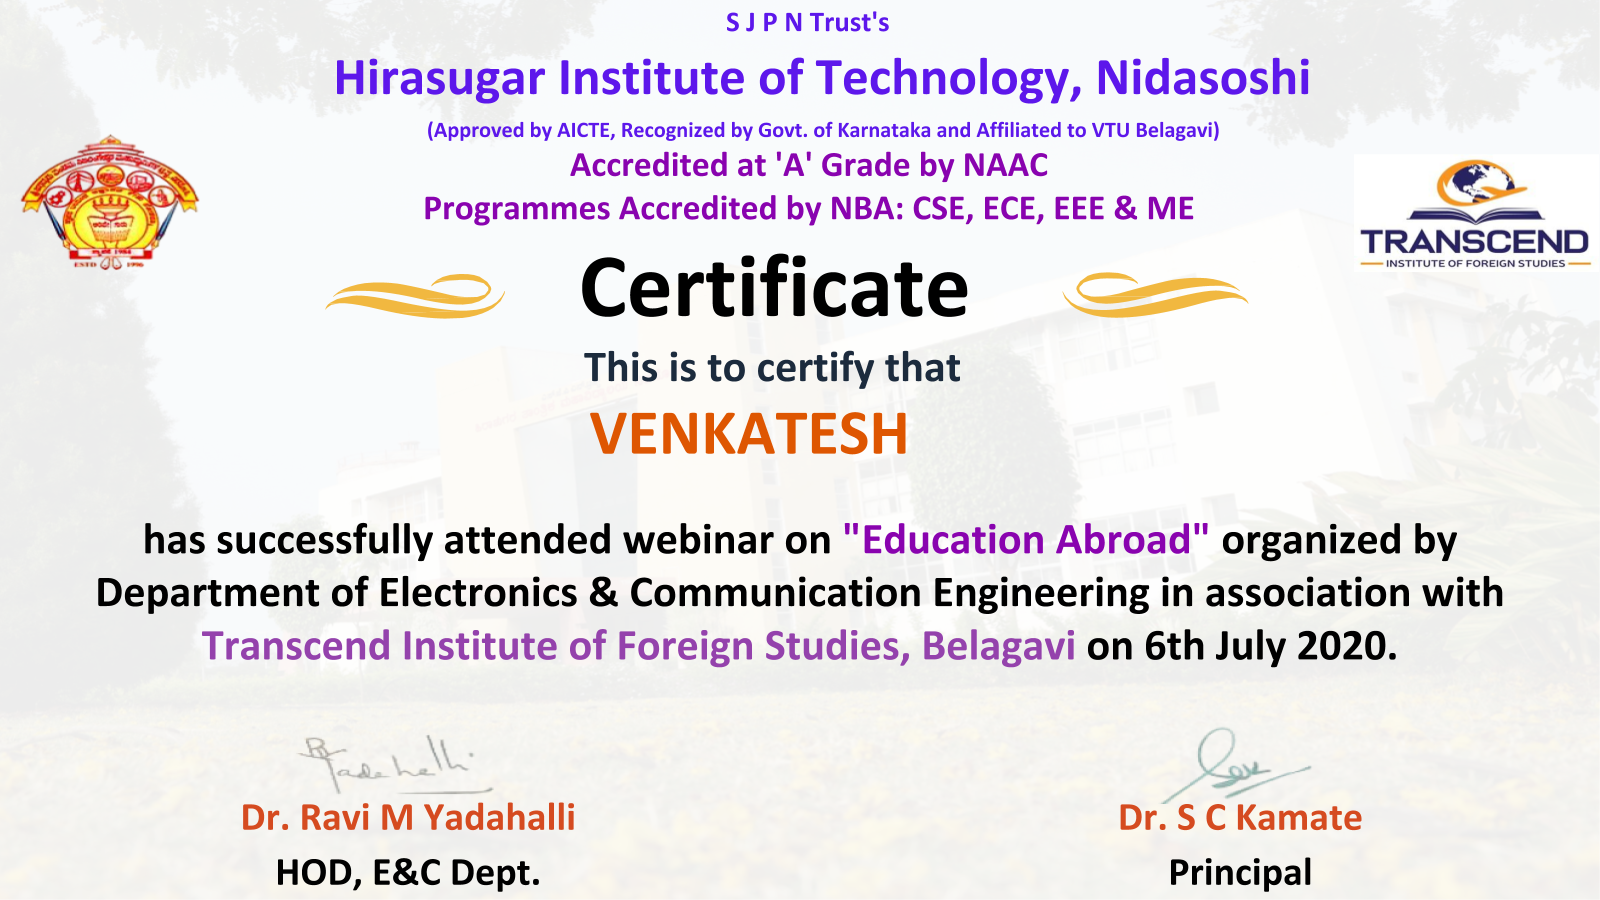 S J P N Trust's
Hirasugar Institute of Technology, Nidasoshi
(Approved by AICTE, Recognized by Govt. of Karnataka and Affiliated to VTU Belagavi)
Accredited at 'A' Grade by NAAC
Programmes Accredited by NBA: CSE, ECE, EEE & ME
ESTD 1996
TRANSCEND
INSTITUTE OF FOREIGN STUDIES
Certificate
This is to certify that
VENKATESH
has successfully attended webinar on "Education Abroad" organized by
Department of Electronics & Communication Engineering in association with
Transcend Institute of Foreign Studies, Belagavi on 6th July 2020.
Yadahalli
Dr. Ravi M Yadahalli
HOD, E&C Dept.
Dr. S C Kamate
Principal